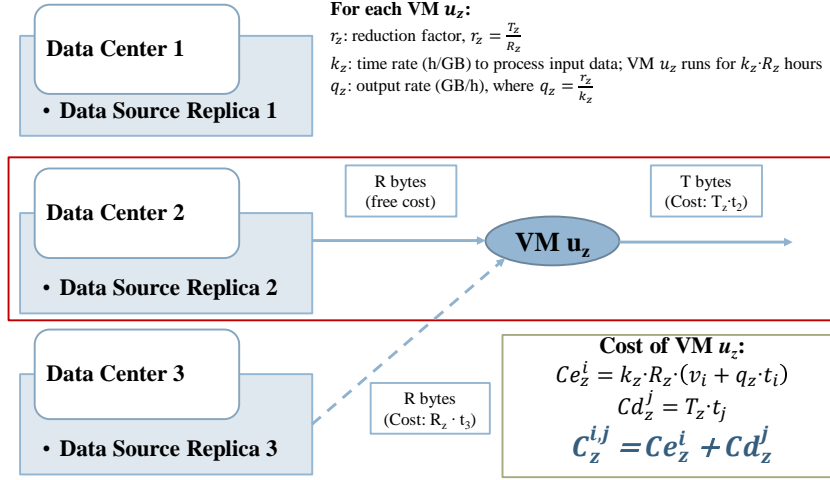 For each VM u_z:
r_z: reduction factor, r_z = T_z/R_z
k_z: time rate (h/GB) to process input data; VM u_z runs for k_z·R_z hours
q_z: output rate (GB/h), where q_z = r_z/k_z
Data Center 1
• Data Source Replica 1
Data Center 2
• Data Source Replica 2
R bytes
(free cost)
VM u_z
T bytes
(Cost: T_z·t_2)
Data Center 3
• Data Source Replica 3
R bytes
(Cost: R_z · t_3)
Cost of VM u_z:
Ce_z^i = k_z·R_z·(v_i + q_z·t_i)
Cd_z^j = T_z·t_j
C_z^{i,j} = Ce_z^i + Cd_z^j